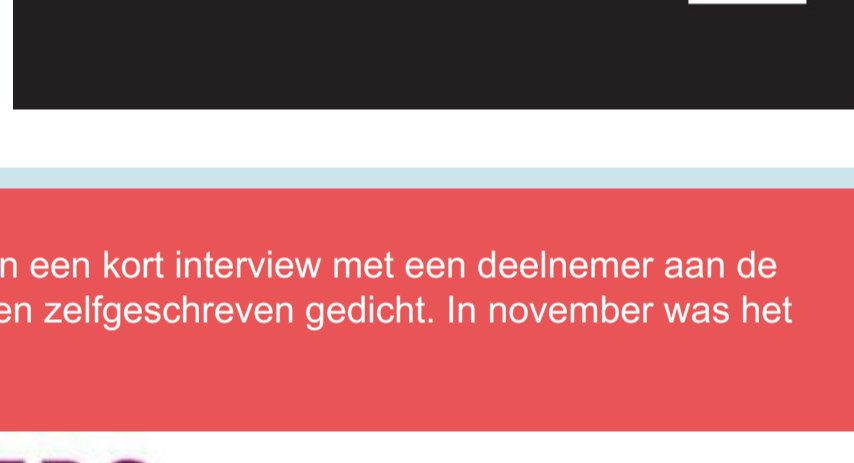 n een kort interview met een deelnemer aan de
en zelfgeschreven gedicht. In november was het